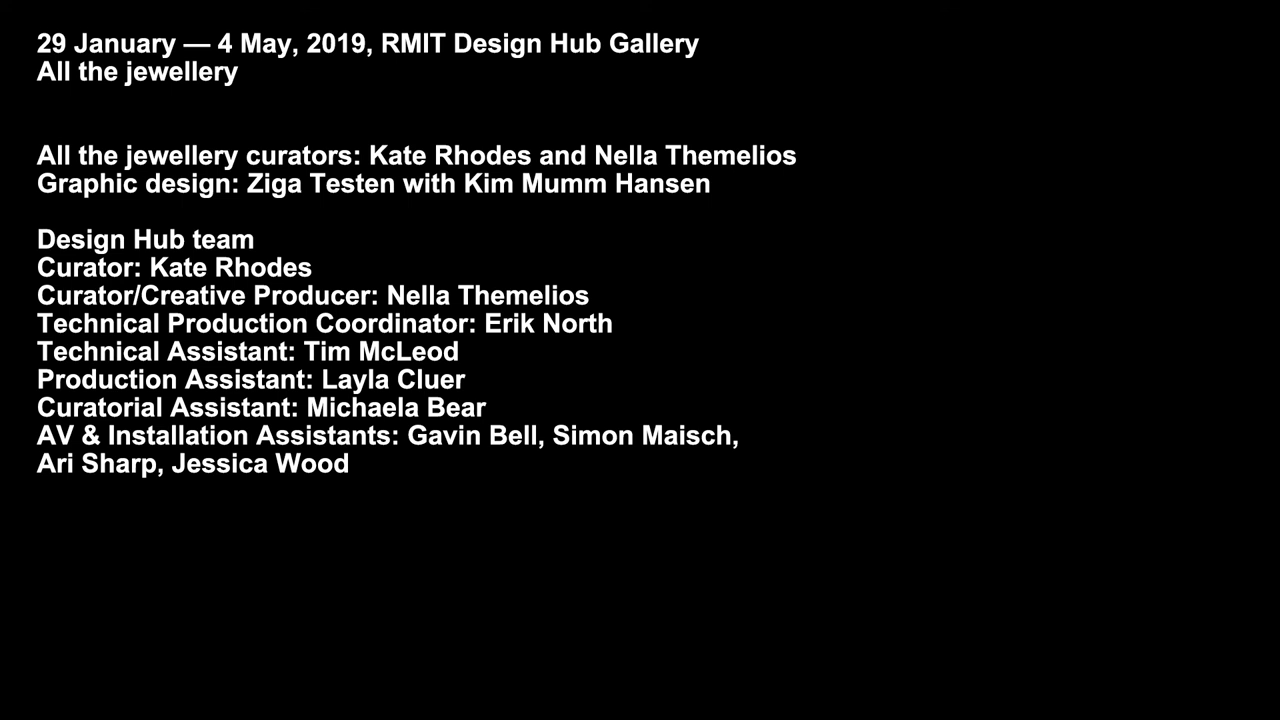 29 January — 4 May, 2019, RMIT Design Hub Gallery
All the jewellery
All the jewellery curators: Kate Rhodes and Nella Themelios
Graphic design: Ziga Testen with Kim Mumm Hansen
Design Hub team
Curator: Kate Rhodes
Curator/Creative Producer: Nella Themelios
Technical Production Coordinator: Erik North
Technical Assistant: Tim McLeod
Production Assistant: Layla Cluer
Curatorial Assistant: Michaela Bear
AV & Installation Assistants: Gavin Bell, Simon Maisch,
Ari Sharp, Jessica Wood